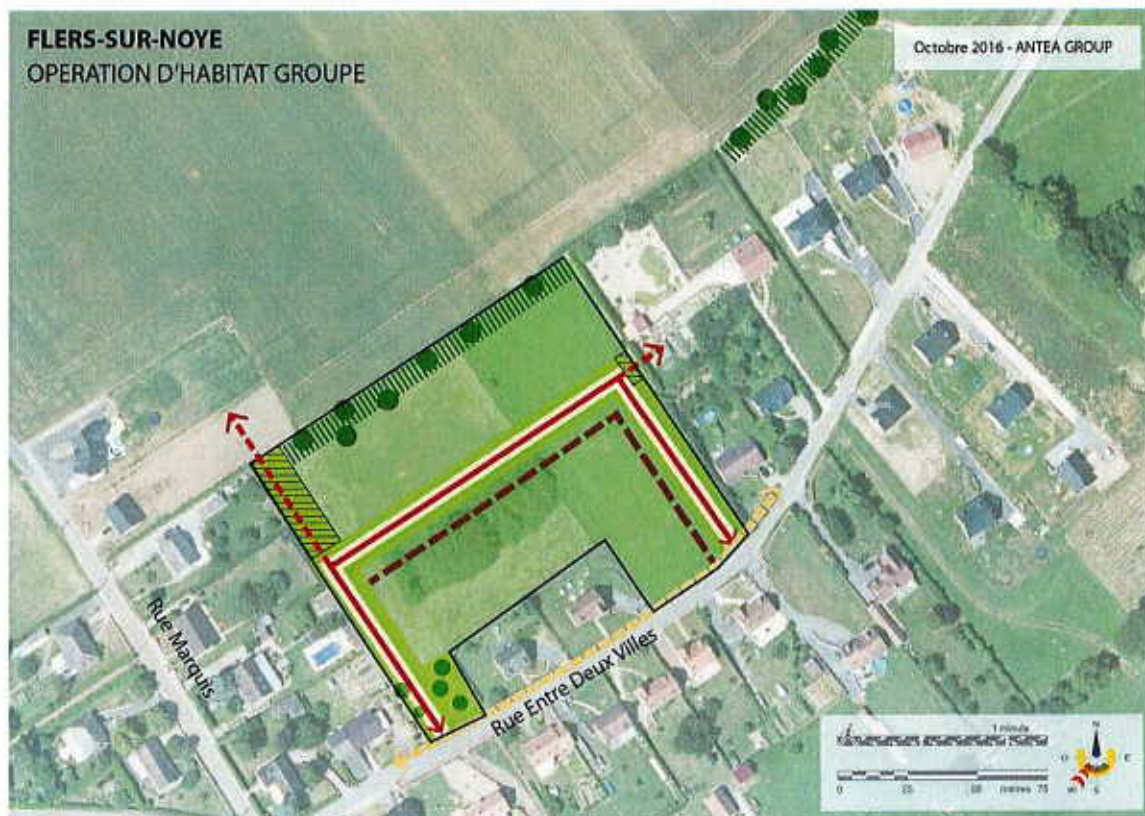 FLERS-SUR-NOYE
OPERATION D'HABITAT GROUPE
Octobre 2016 - ANTEA GROUP
Rue Marquis
Rue Entre Deux Villes
1 minute
N
O E
S
0 25 50 mètres 75